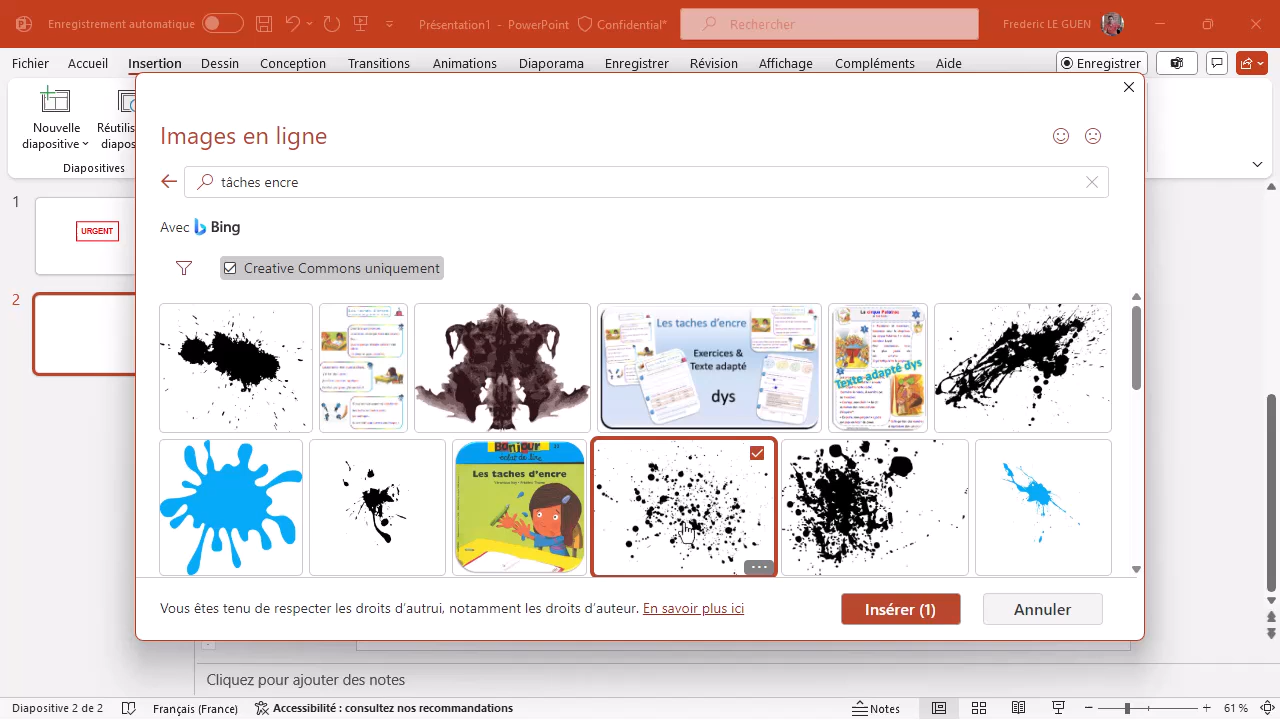 Enregistrement automatique
Présentation1 - PowerPoint
Confidential*
Rechercher
Frederic LE GUEN
Fichier
Accueil
Insertion
Dessin
Conception
Transitions
Animations
Diaporama
Enregistrer
Révision
Affichage
Compléments
Aide
Enregistrer
Nouvelle
diapositive
Réutilis
diapos
Diapositives
Images en ligne
tâches encre
Avec Bing
Creative Commons uniquement
1
URGENT
2
Les taches d'encre
Exercices &
Texte adapté
dys
Texte adapté dys
Bonjour
Les taches d'encre
Vous êtes tenu de respecter les droits d'autrui, notamment les droits d'auteur. En savoir plus ici
Insérer (1)
Annuler
Cliquez pour ajouter des notes
Diapositive 2 de 2
Français (France)
Accessibilité : consultez nos recommandations
Notes
61 %